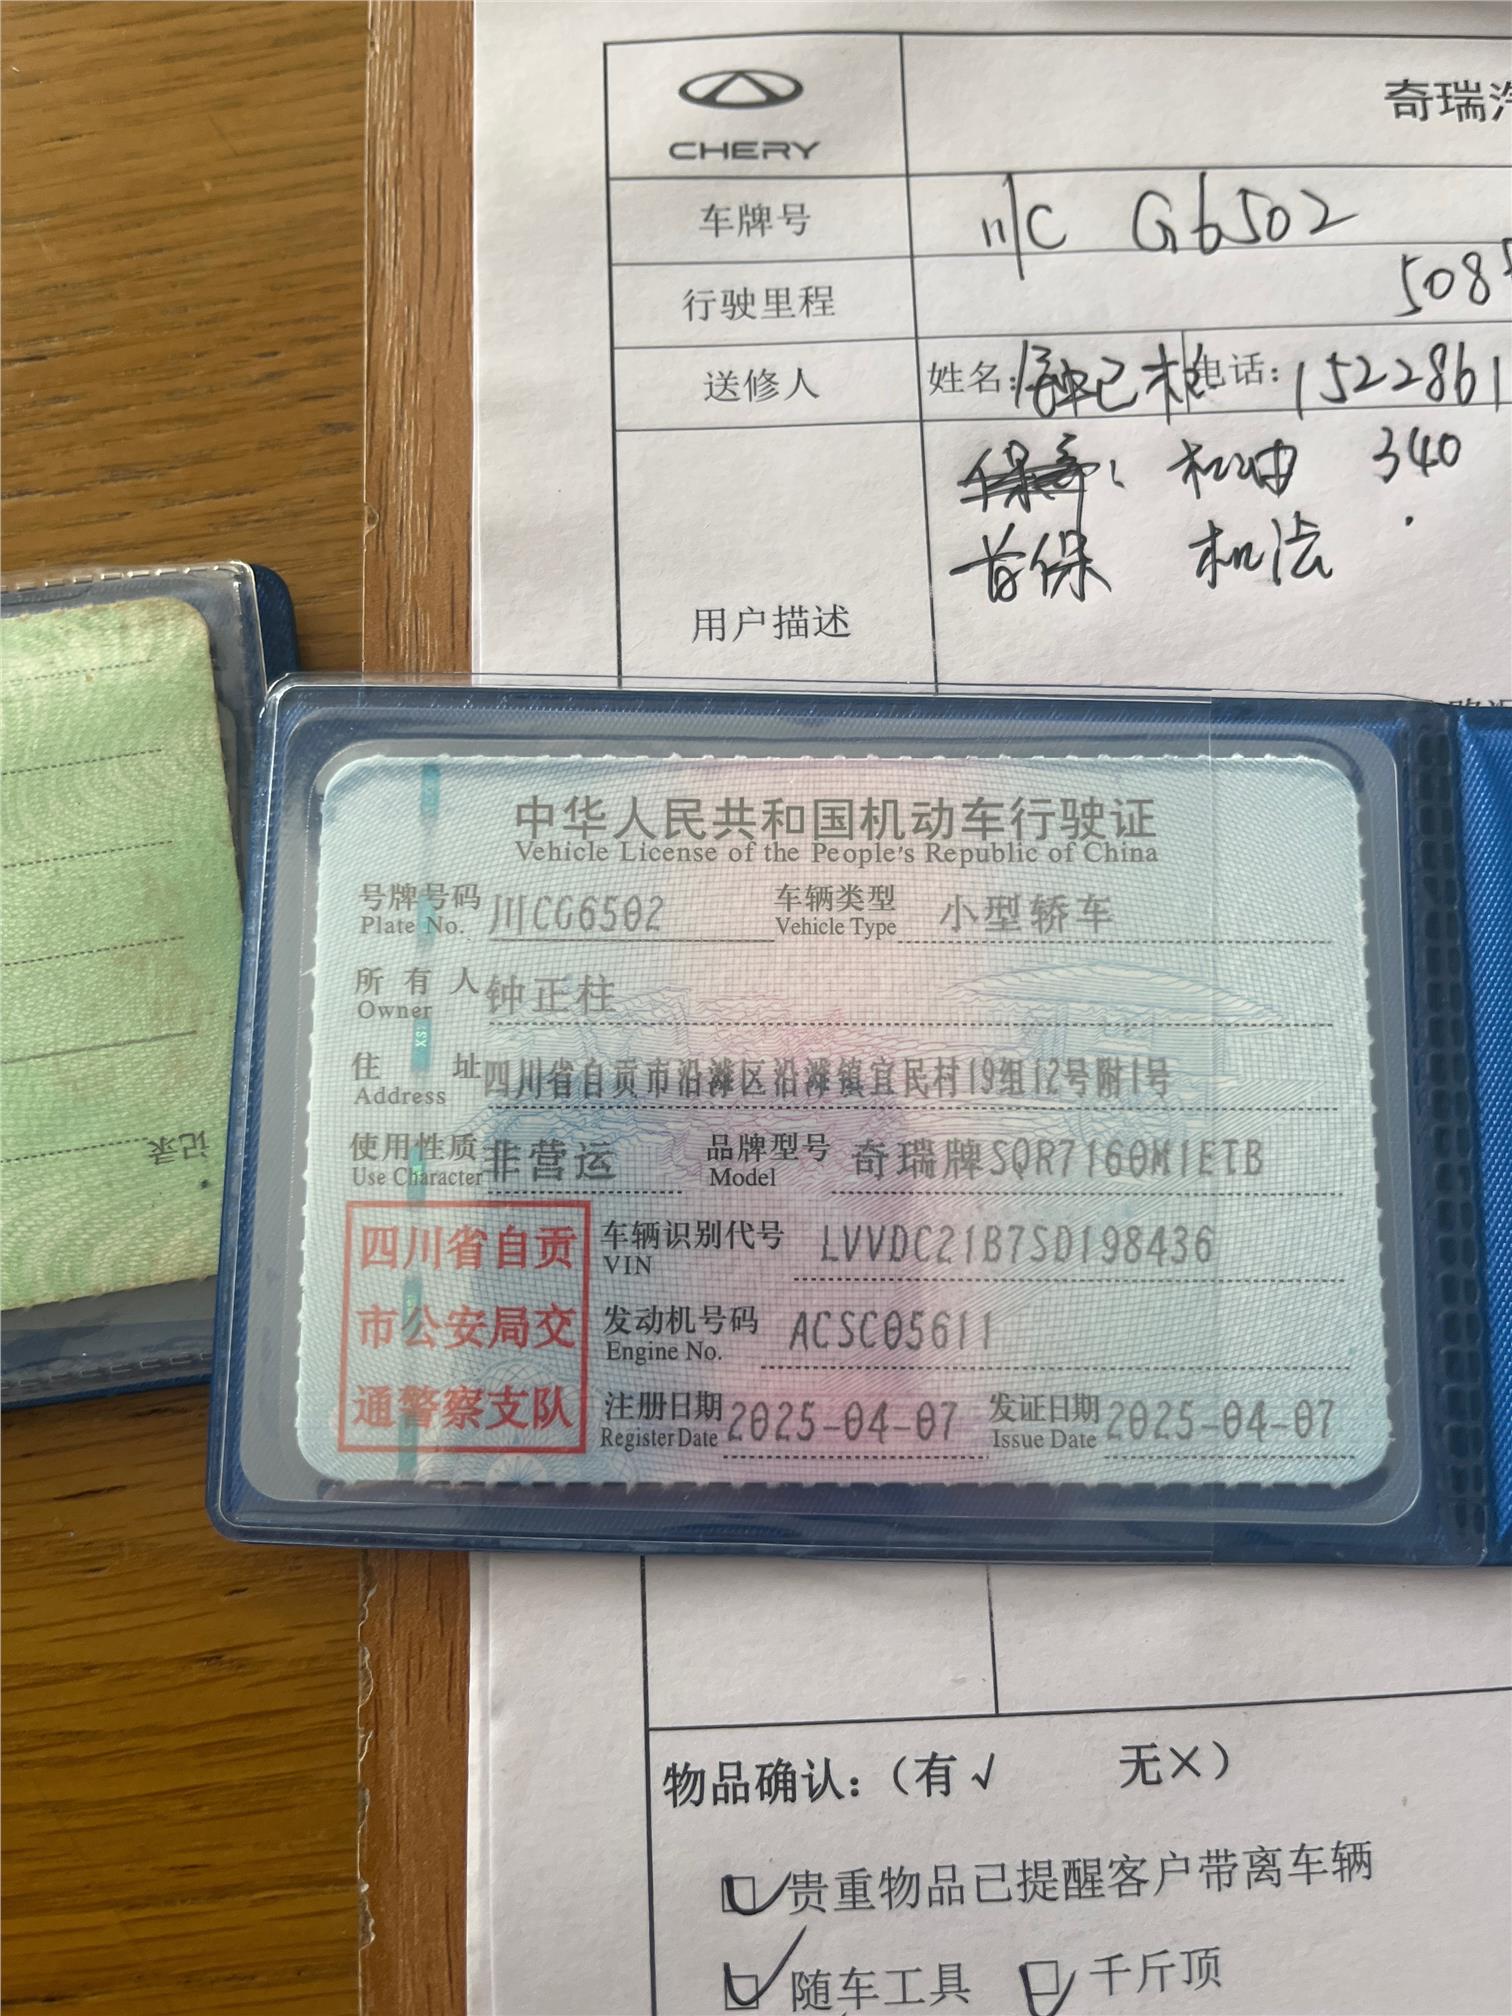 CHERY
奇瑞汽
车牌号 川C G6502
行驶里程 508
送修人 姓名: 电话: 1522861
机油 340
首保 机滤
用户描述
中华人民共和国机动车行驶证
Vehicle License of the People's Republic of China
号牌号码 川CG6502 车辆类型 小型轿车
Plate No. Vehicle Type
所有人 钟正柱
Owner
住址 四川省自贡市沿滩区沿滩镇宜民村19组12号附1号
Address
使用性质 非营运 品牌型号 奇瑞牌SQR7160M1ETB
Use Character Model
四川省自贡
市公安局交
通警察支队
车辆识别代号 LVVDC21B7SD198436
VIN
发动机号码 ACSC05611
Engine No.
注册日期 2025-04-07 发证日期 2025-04-07
Register Date Issue Date
记录
物品确认:(有√ 无×)
贵重物品已提醒客户带离车辆
随车工具 千斤顶